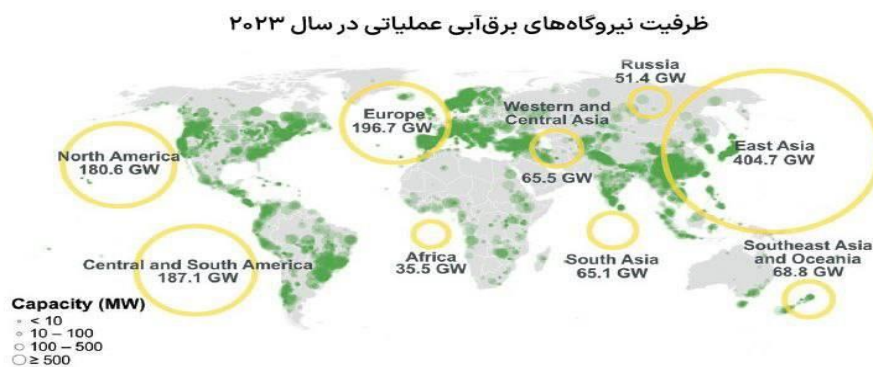 ظرفیت نیروگاه‌های برق‌آبی عملیاتی در سال ۲۰۲۳
Russia
51.4 GW
Europe
196.7 GW
Western and
Central Asia
65.5 GW
East Asia
404.7 GW
North America
180.6 GW
Central and South America
187.1 GW
Africa
35.5 GW
South Asia
65.1 GW
Southeast Asia
and Oceania
68.8 GW
Capacity (MW)
< 10
10 – 100
100 – 500
≥ 500